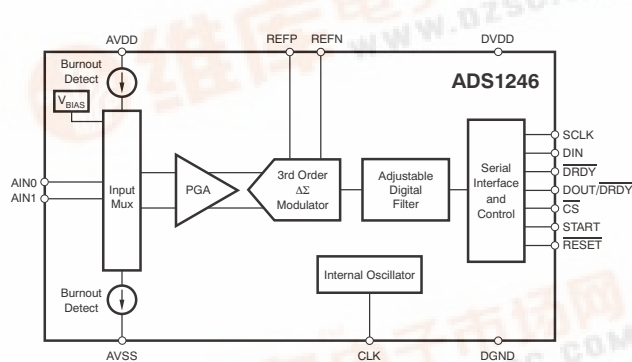 AVDD
REFP
REFN
DVDD
Burnout
Detect
ADS1246
VBIAS
Input
Mux
PGA
3rd Order
ΔΣ
Modulator
Adjustable
Digital
Filter
Serial
Interface
and
Control
SCLK
DIN
DRDY
DOUT/DRDY
CS
START
RESET
AIN0
AIN1
Internal Oscillator
Burnout
Detect
AVSS
CLK
DGND